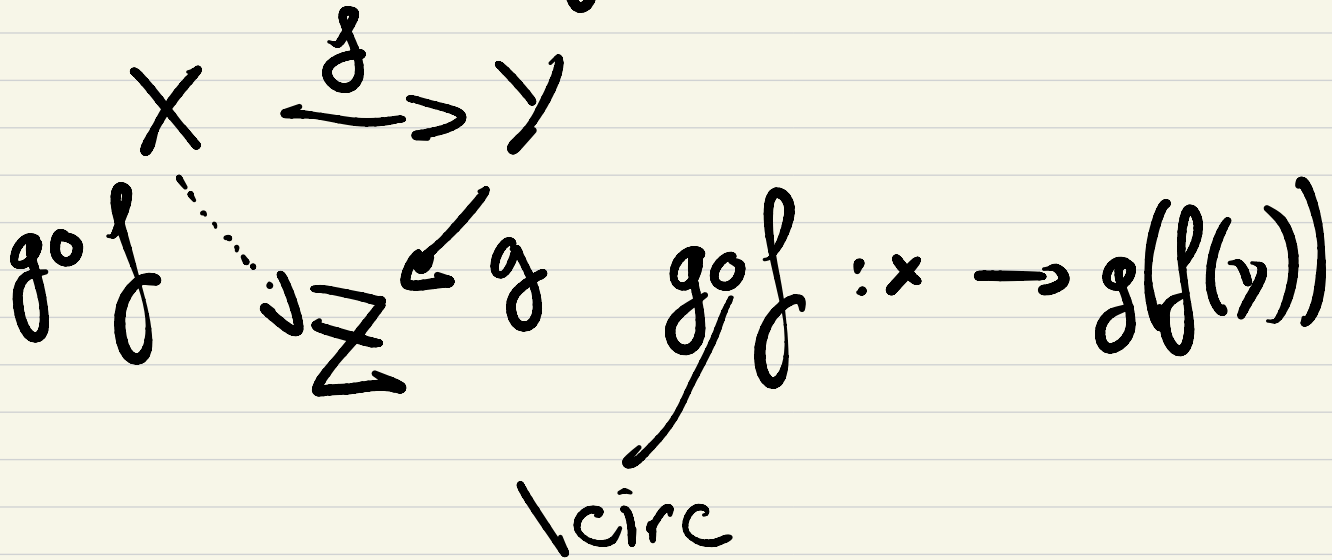 f
X → Y
g∘f g g∘f : x → g(f(y))
Z
\circ